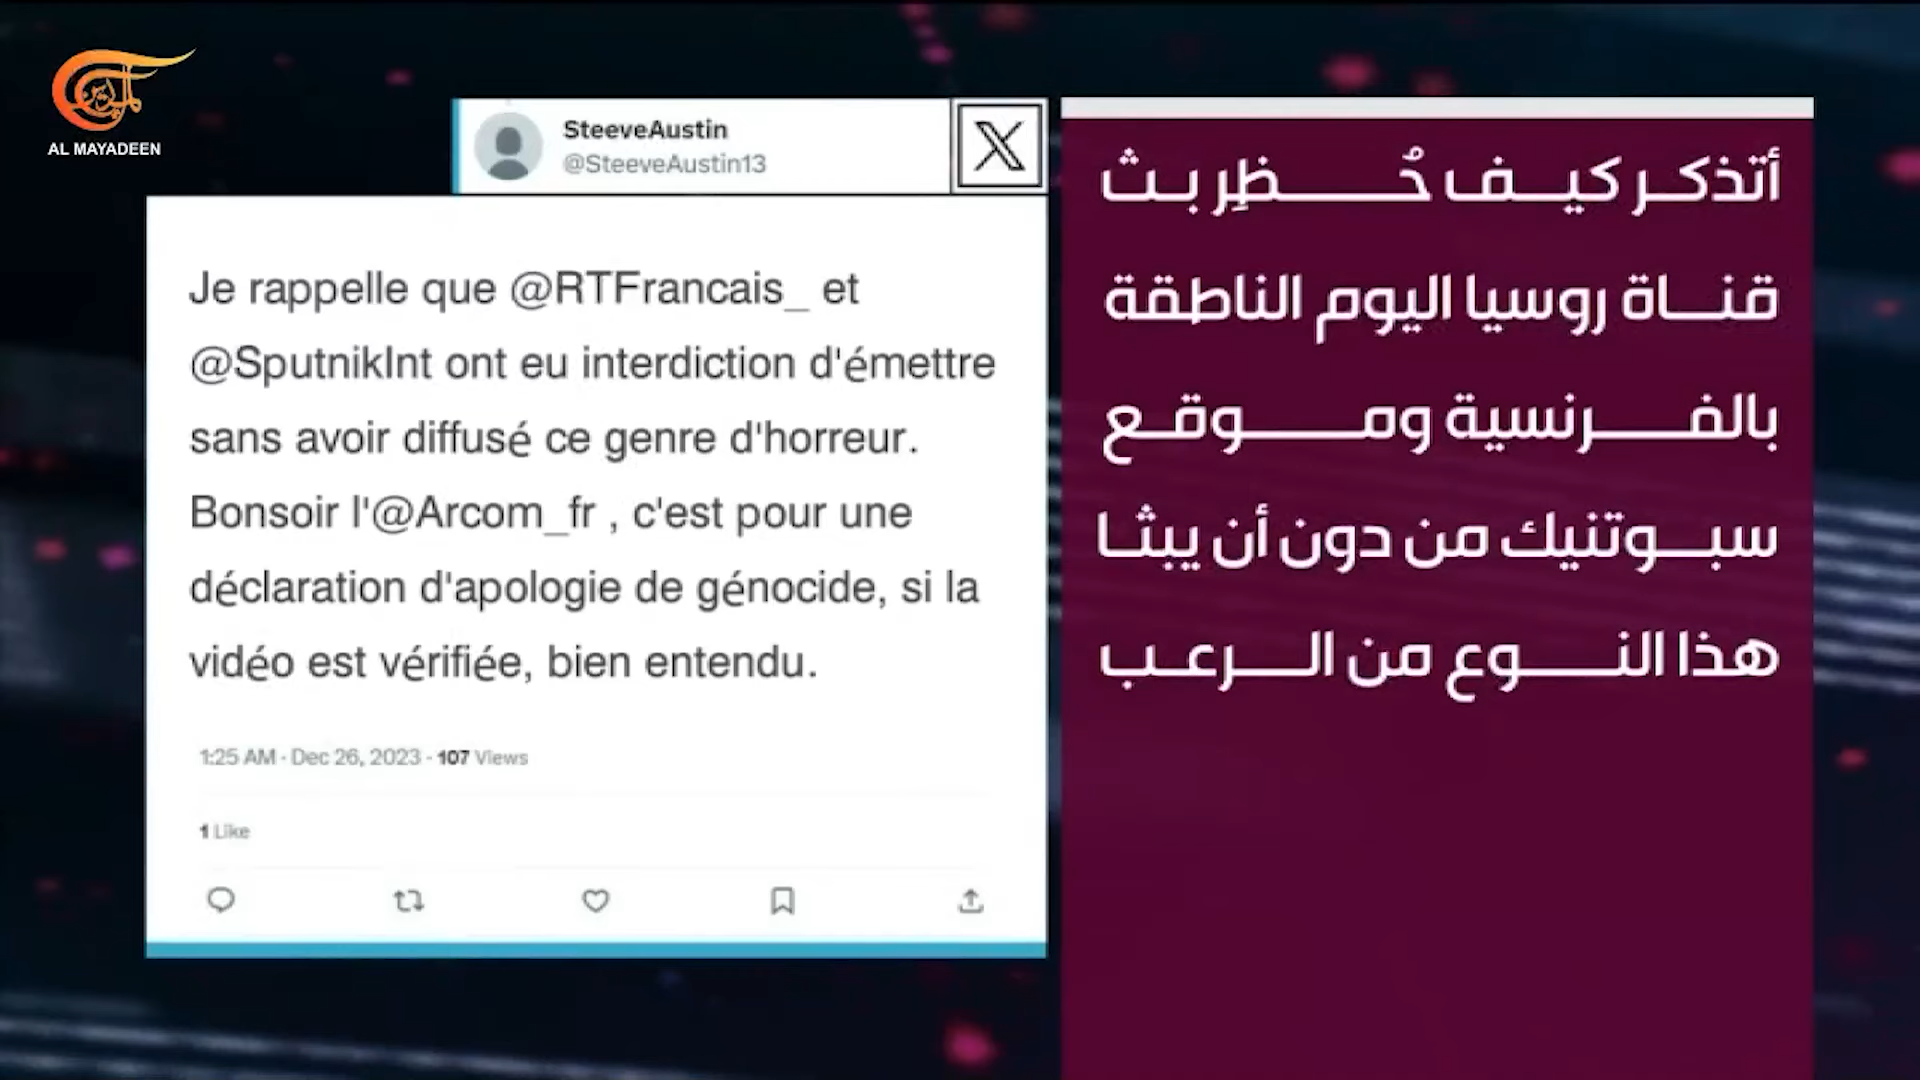 AL MAYADEEN
SteeveAustin
@SteeveAustin13
Je rappelle que @RTFrancais_ et
@SputnikInt ont eu interdiction d'émettre
sans avoir diffusé ce genre d'horreur.
Bonsoir l'@Arcom_fr , c'est pour une
déclaration d'apologie de génocide, si la
vidéo est vérifiée, bien entendu.
1:25 AM · Dec 26, 2023 · 107 Views
1 Like
أتذكر كيف حُظِر بث
قناة روسيا اليوم الناطقة
بالفرنسية وموقع
سبوتنيك من دون أن يبثا
هذا النوع من الرعب